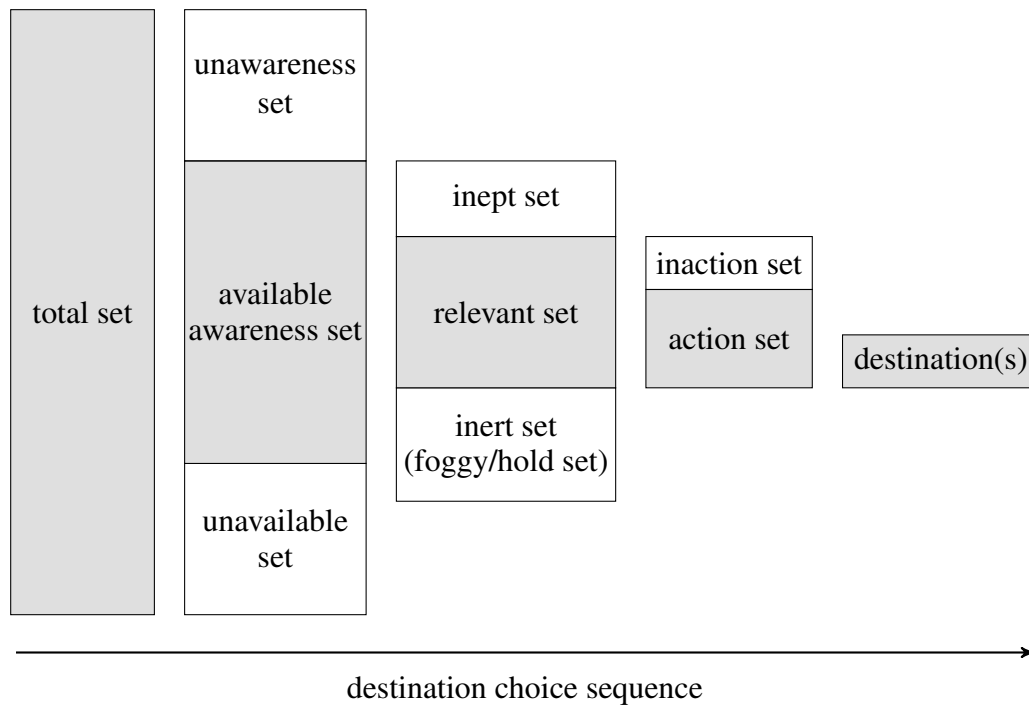 total set
unawareness
set
available
awareness set
unavailable
set
inept set
relevant set
inert set
(foggy/hold set)
inaction set
action set
destination(s)
destination choice sequence